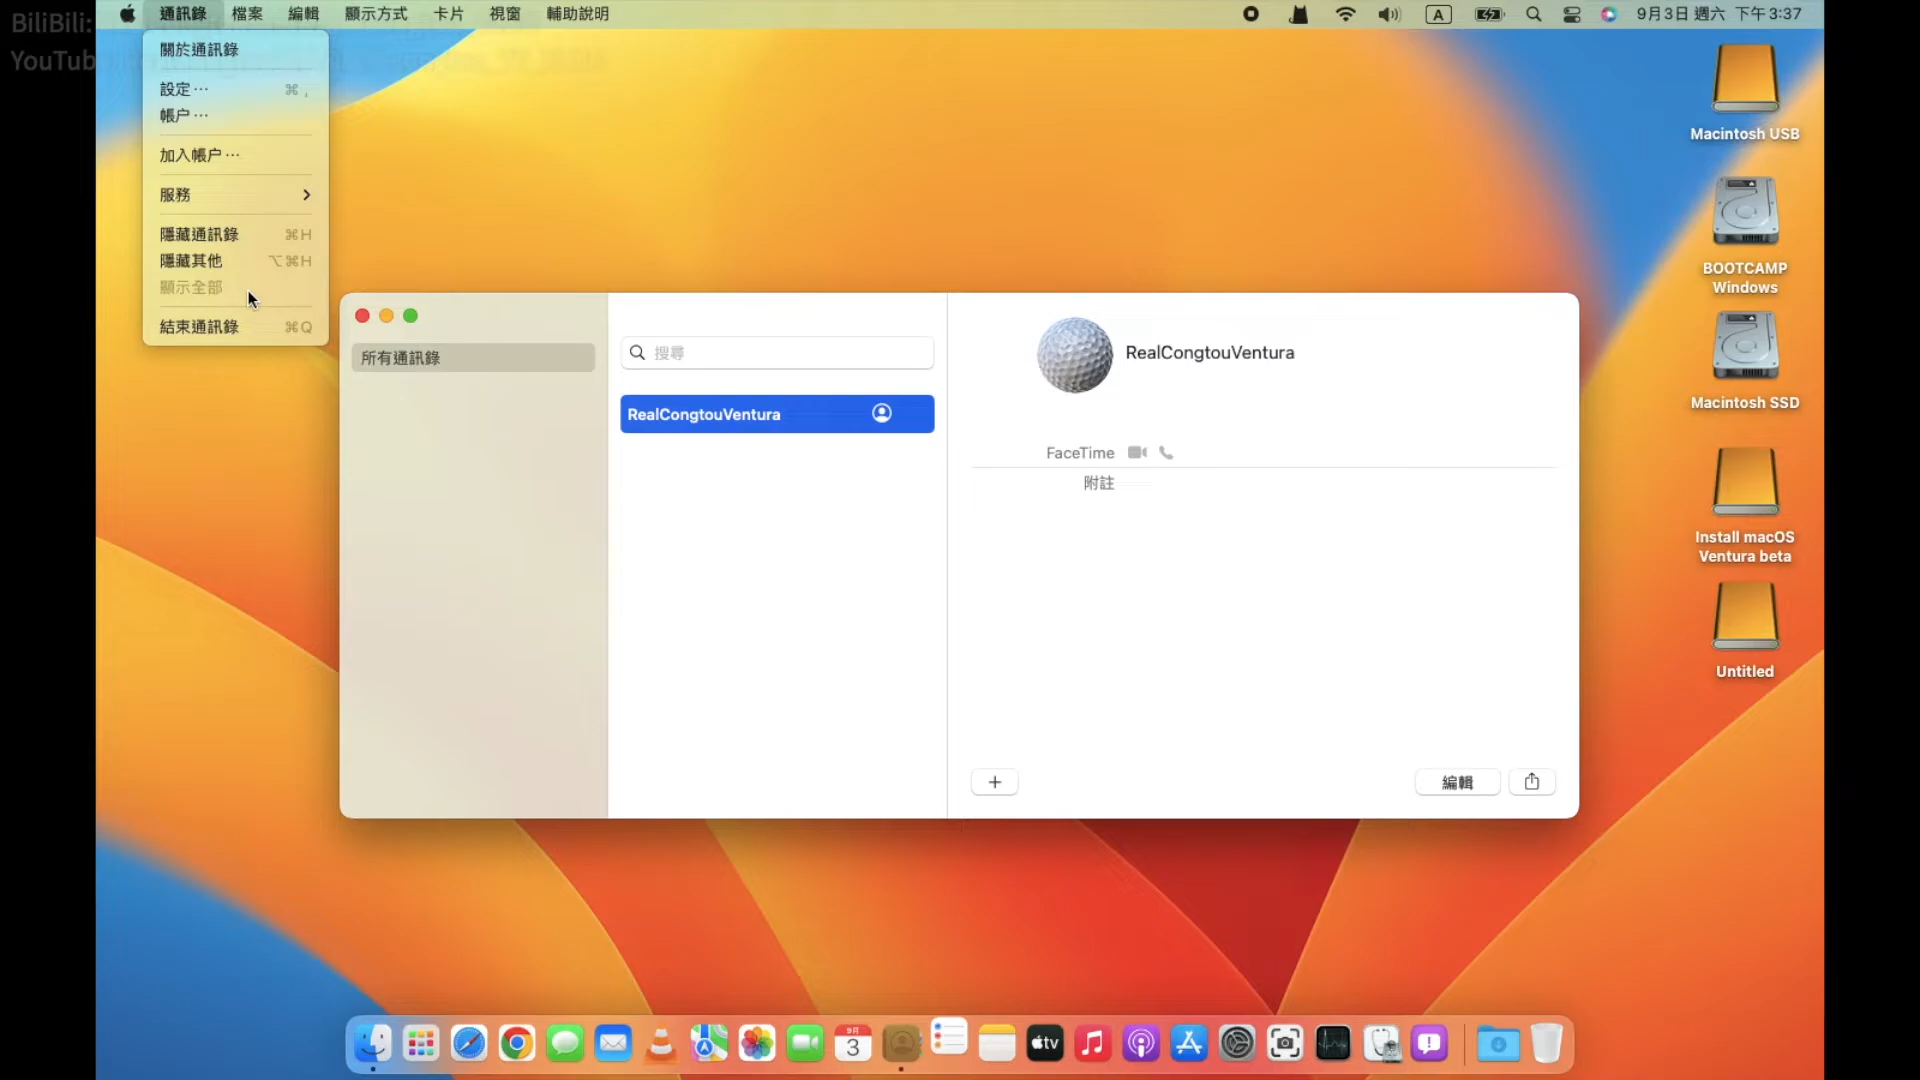 BiliBili:
YouTub
通訊錄 檔案 編輯 顯示方式 卡片 視窗 輔助說明
A 9月3日 週六 下午3:37
關於通訊錄
設定… ⌘ ,
帳户…
加入帳户…
服務 >
隱藏通訊錄 ⌘H
隱藏其他 ⌥⌘H
顯示全部
結束通訊錄 ⌘Q
所有通訊錄
搜尋
RealCongtouVentura
RealCongtouVentura
FaceTime
附註
+
編輯
Macintosh USB
BOOTCAMP
Windows
Macintosh SSD
Install macOS
Ventura beta
Untitled
9月
3
tv